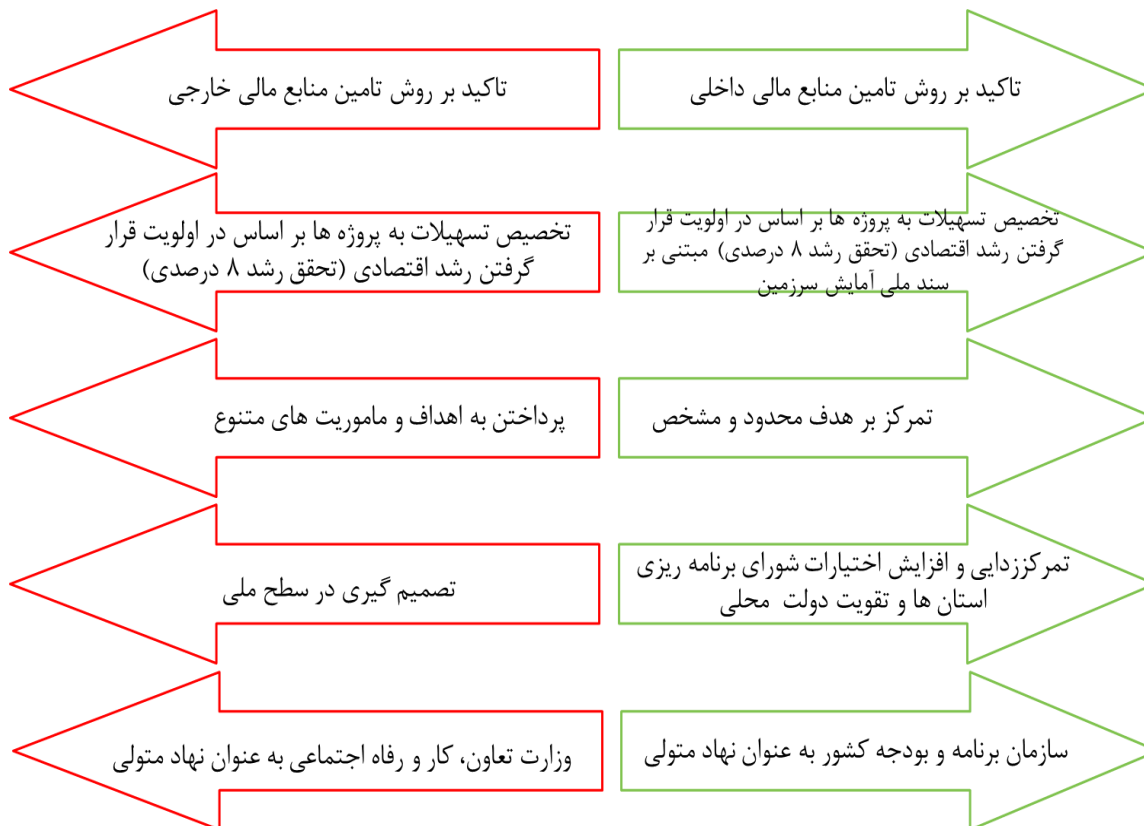 تاکید بر روش تامین منابع مالی داخلی
تاکید بر روش تامین منابع مالی خارجی
تخصیص تسهیلات به پروژه ها بر اساس در اولویت قرار
گرفتن رشد اقتصادی (تحقق رشد ۸ درصدی) مبتنی بر
سند ملی آمایش سرزمین
تخصیص تسهیلات به پروژه ها بر اساس در اولویت قرار
گرفتن رشد اقتصادی (تحقق رشد ۸ درصدی)
تمرکز بر هدف محدود و مشخص
پرداختن به اهداف و ماموریت های متنوع
تمرکززدایی و افزایش اختیارات شورای برنامه ریزی
استان ها و تقویت دولت محلی
تصمیم گیری در سطح ملی
سازمان برنامه و بودجه کشور به عنوان نهاد متولی
وزارت تعاون، کار و رفاه اجتماعی به عنوان نهاد متولی